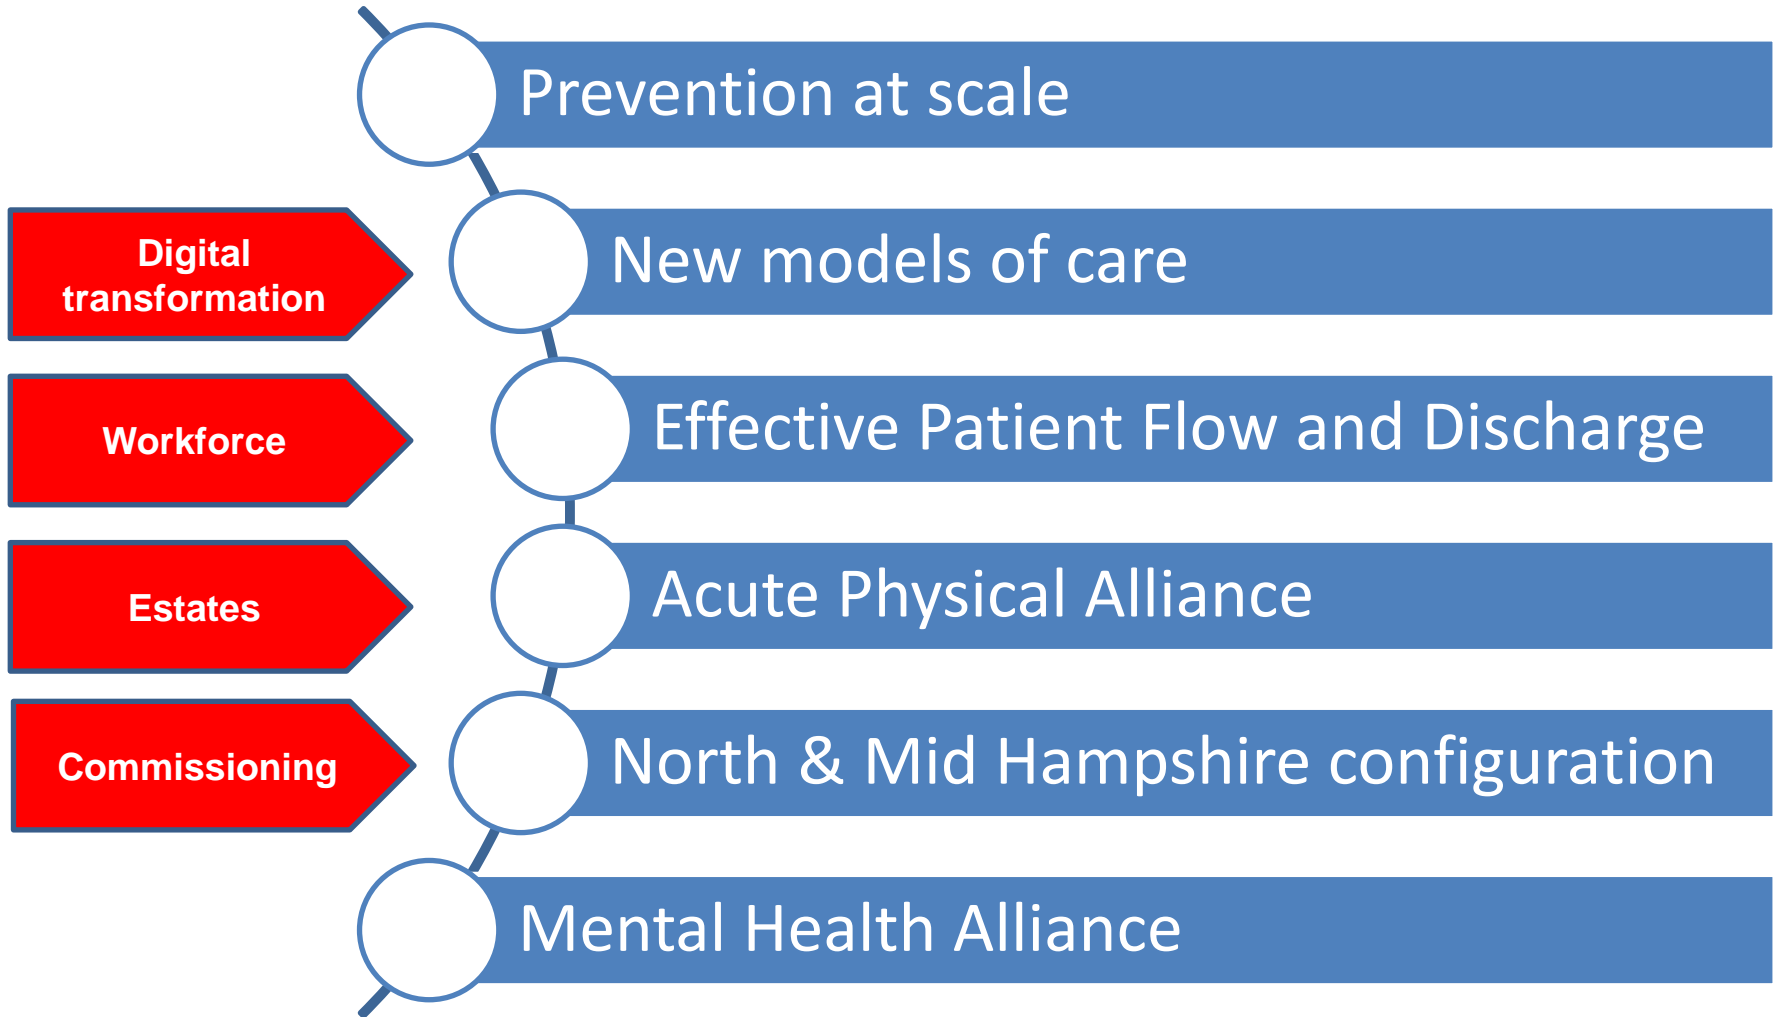 Prevention at scale
Digital
transformation
New models of care
Workforce
Effective Patient Flow and Discharge
Estates
Acute Physical Alliance
Commissioning
North & Mid Hampshire configuration
Mental Health Alliance